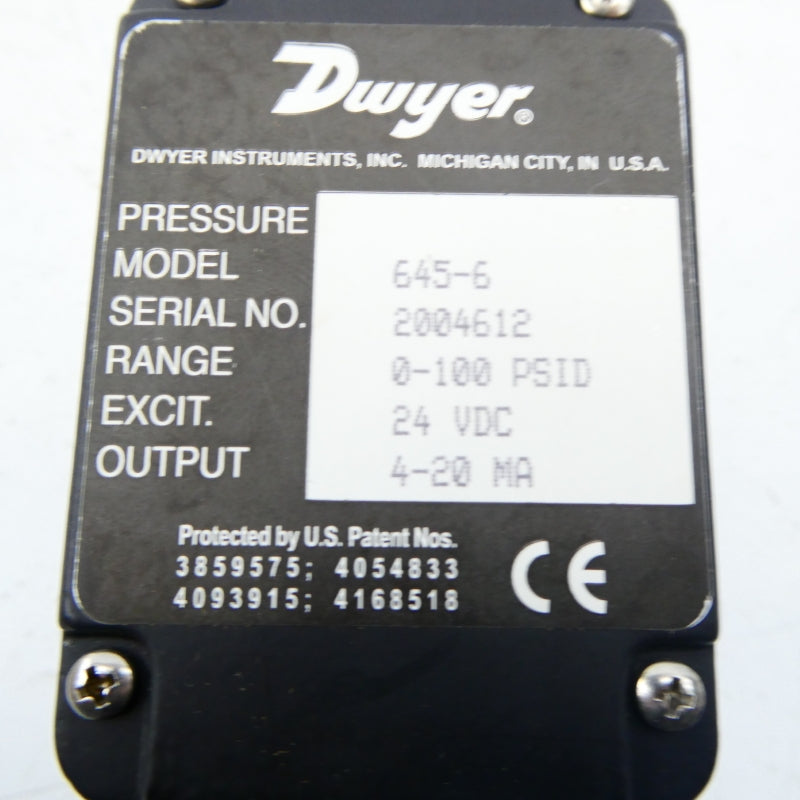 Dwyer®
DWYER INSTRUMENTS, INC. MICHIGAN CITY, IN U.S.A.
PRESSURE
MODEL 645-6
SERIAL NO. 2004612
RANGE 0-100 PSID
EXCIT. 24 VDC
OUTPUT 4-20 MA
Protected by U.S. Patent Nos.
3859575; 4054833
4093915; 4168518
CE